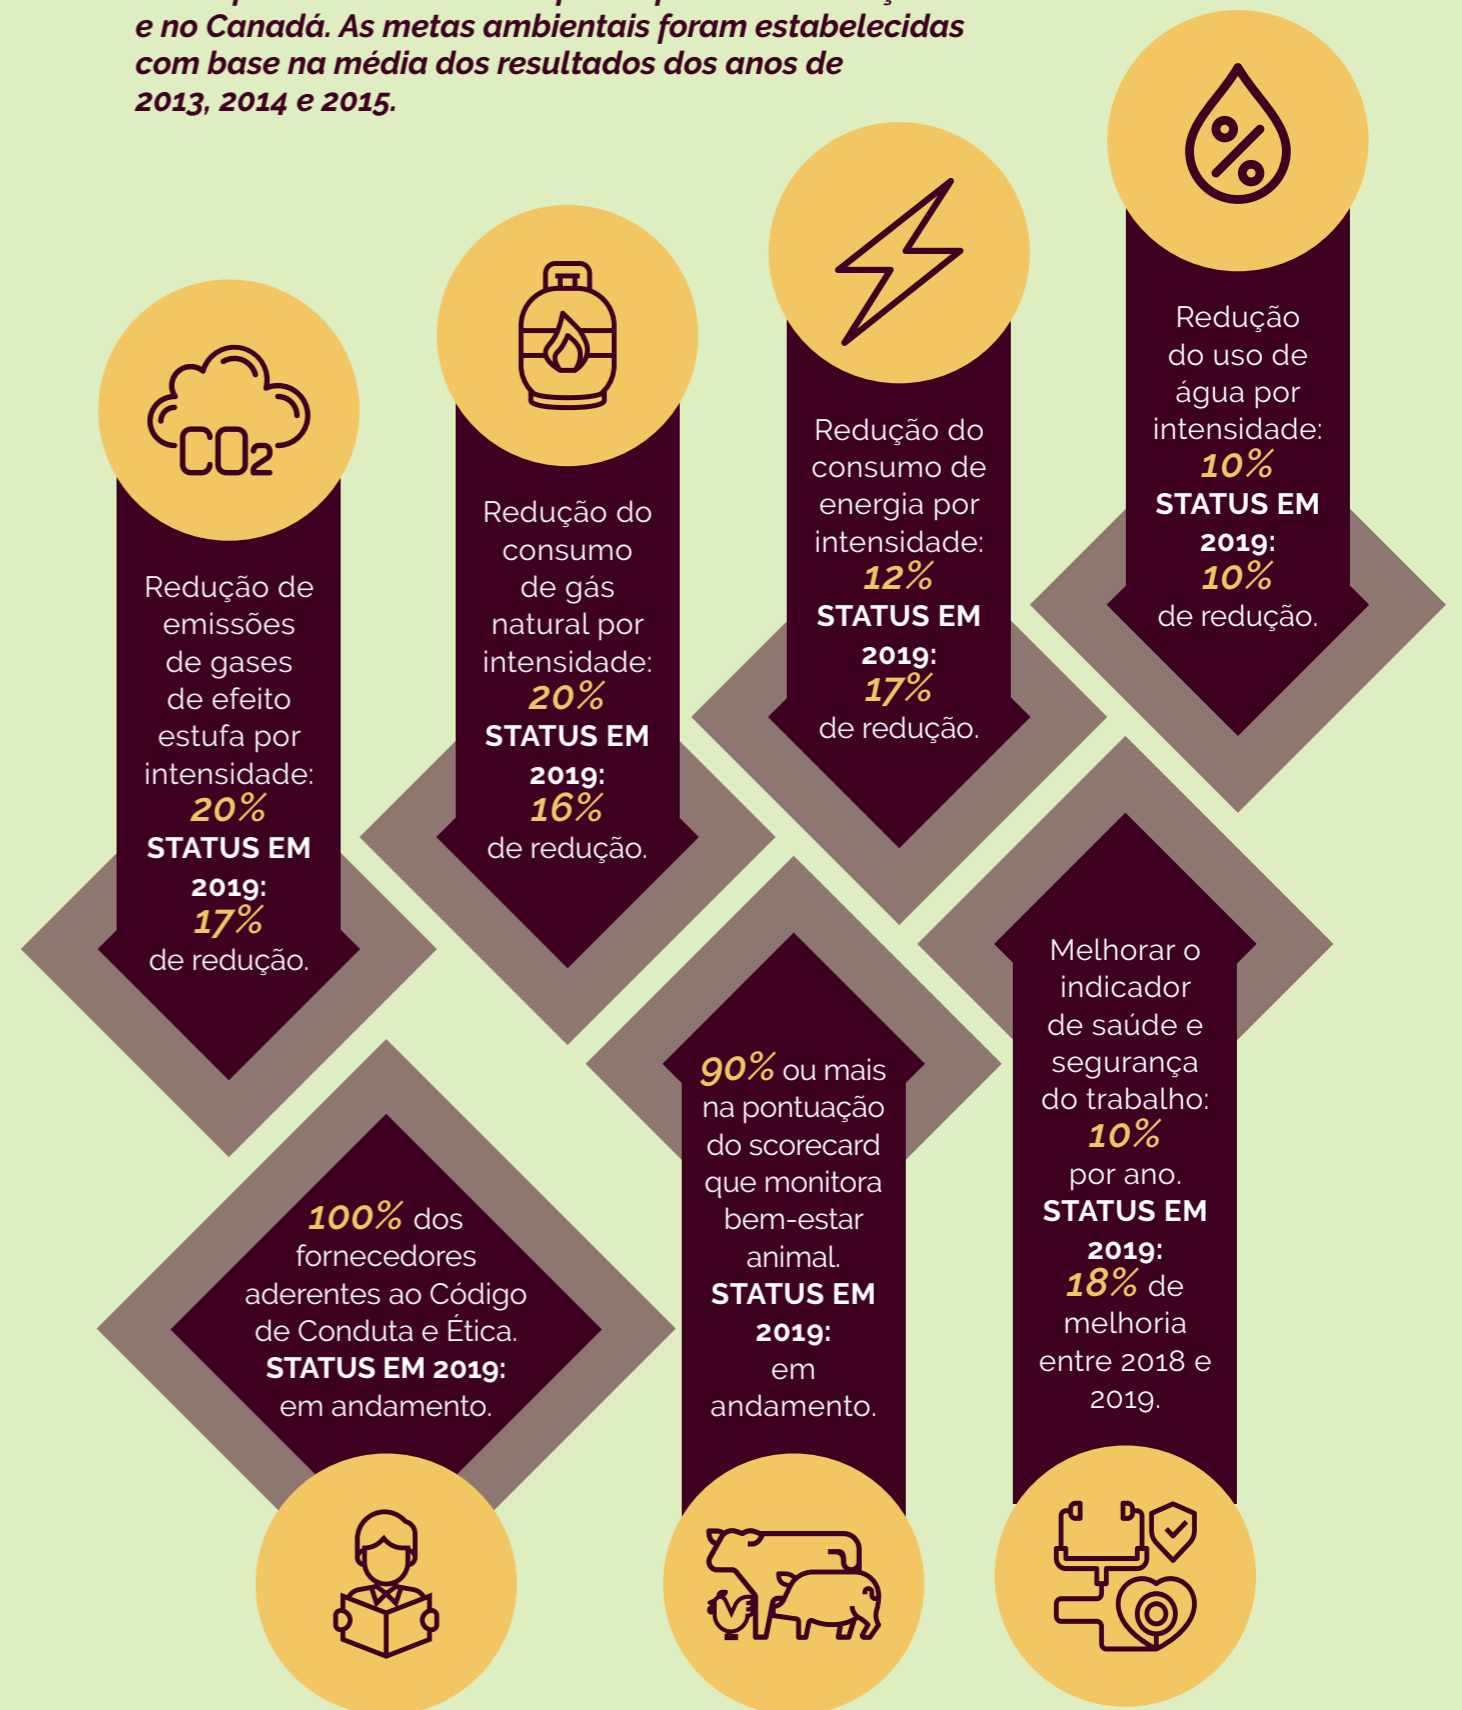 e no Canadá. As metas ambientais foram estabelecidas
com base na média dos resultados dos anos de
2013, 2014 e 2015.
CO2
Redução de
emissões
de gases
de efeito
estufa por
intensidade:
20%
STATUS EM
2019:
17%
de redução.
Redução do
consumo
de gás
natural por
intensidade:
20%
STATUS EM
2019:
16%
de redução.
Redução do
consumo de
energia por
intensidade:
12%
STATUS EM
2019:
17%
de redução.
%
Redução
do uso de
água por
intensidade:
10%
STATUS EM
2019:
10%
de redução.
100% dos
fornecedores
aderentes ao Código
de Conduta e Ética.
STATUS EM 2019:
em andamento.
90% ou mais
na pontuação
do scorecard
que monitora
bem-estar
animal.
STATUS EM
2019:
em
andamento.
Melhorar o
indicador
de saúde e
segurança
do trabalho:
10%
por ano.
STATUS EM
2019:
18% de
melhoria
entre 2018 e
2019.